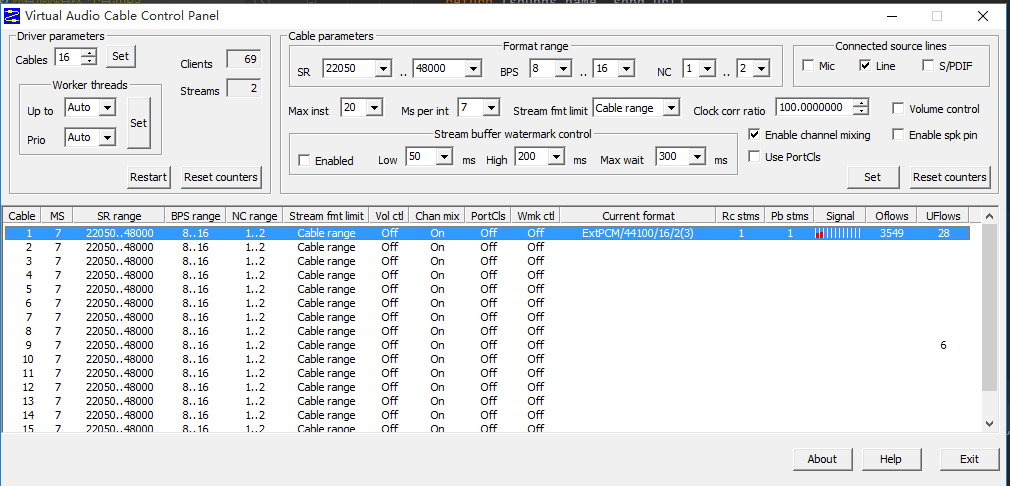 return (sounds_name, song_url)
Virtual Audio Cable Control Panel
Driver parameters
Cables 16 Set Clients 69
Streams 2
Worker threads
Up to Auto Set
Prio Auto
Restart Reset counters
Cable parameters
Format range
SR 22050 .. 48000 BPS 8 .. 16 NC 1 .. 2
Connected source lines
Mic Line S/PDIF
Max inst 20 Ms per int 7 Stream fmt limit Cable range Clock corr ratio 100.0000000 Volume control
Stream buffer watermark control
Enabled Low 50 ms High 200 ms Max wait 300 ms
Enable channel mixing Enable spk pin
Use PortCls
Set Reset counters
Cable MS SR range BPS range NC range Stream fmt limit Vol ctl Chan mix PortCls Wmk ctl Current format Rc stms Pb stms Signal Oflows UFlows
1 7 22050..48000 8..16 1..2 Cable range Off On Off Off ExtPCM/44100/16/2(3) 1 1 3549 28
2 7 22050..48000 8..16 1..2 Cable range Off On Off Off
3 7 22050..48000 8..16 1..2 Cable range Off On Off Off
4 7 22050..48000 8..16 1..2 Cable range Off On Off Off
5 7 22050..48000 8..16 1..2 Cable range Off On Off Off
6 7 22050..48000 8..16 1..2 Cable range Off On Off Off
7 7 22050..48000 8..16 1..2 Cable range Off On Off Off
8 7 22050..48000 8..16 1..2 Cable range Off On Off Off
9 7 22050..48000 8..16 1..2 Cable range Off On Off Off 6
10 7 22050..48000 8..16 1..2 Cable range Off On Off Off
11 7 22050..48000 8..16 1..2 Cable range Off On Off Off
12 7 22050..48000 8..16 1..2 Cable range Off On Off Off
13 7 22050..48000 8..16 1..2 Cable range Off On Off Off
14 7 22050..48000 8..16 1..2 Cable range Off On Off Off
15 7 22050..48000 8..16 1..2 Cable range Off On Off Off
About Help Exit